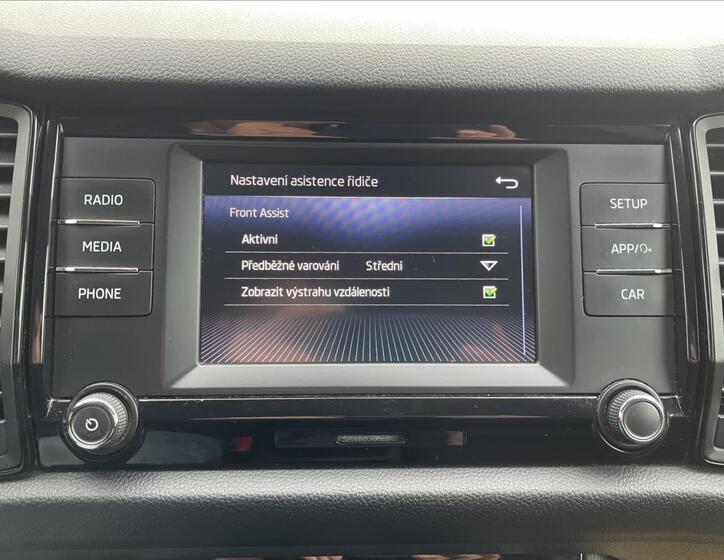 Nastavení asistence řidiče
RADIO
MEDIA
PHONE
Front Assist
Aktivní
Předběžné varování Střední
Zobrazit výstrahu vzdálenosti
SETUP
APP/
CAR